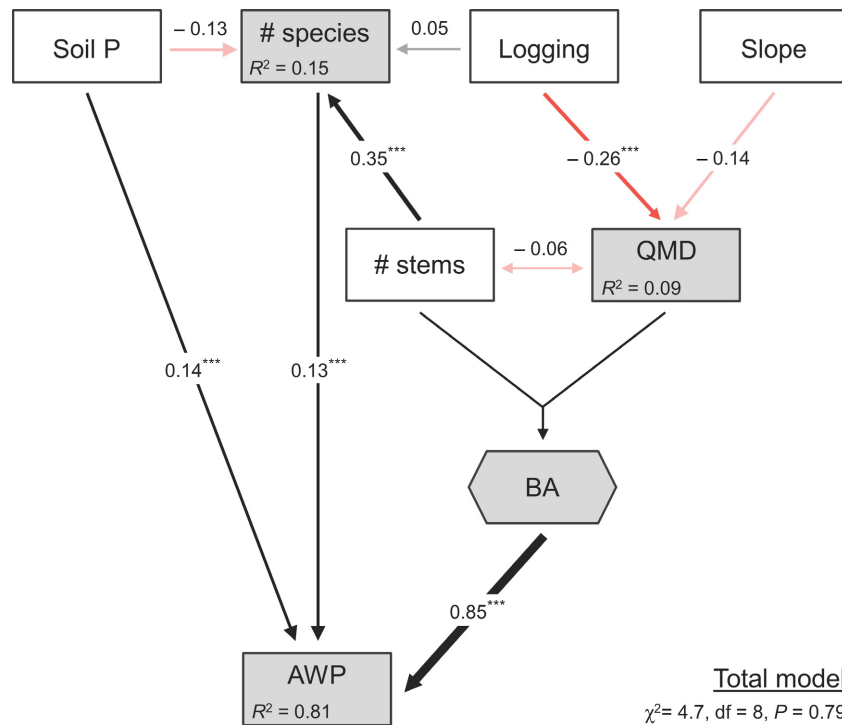 Soil P
– 0.13
# species
R² = 0.15
0.05
Logging
Slope
0.35***
– 0.26***
– 0.14
# stems
– 0.06
QMD
R² = 0.09
0.14***
0.13***
BA
0.85***
AWP
R² = 0.81
Total model
χ²= 4.7, df = 8, P = 0.79